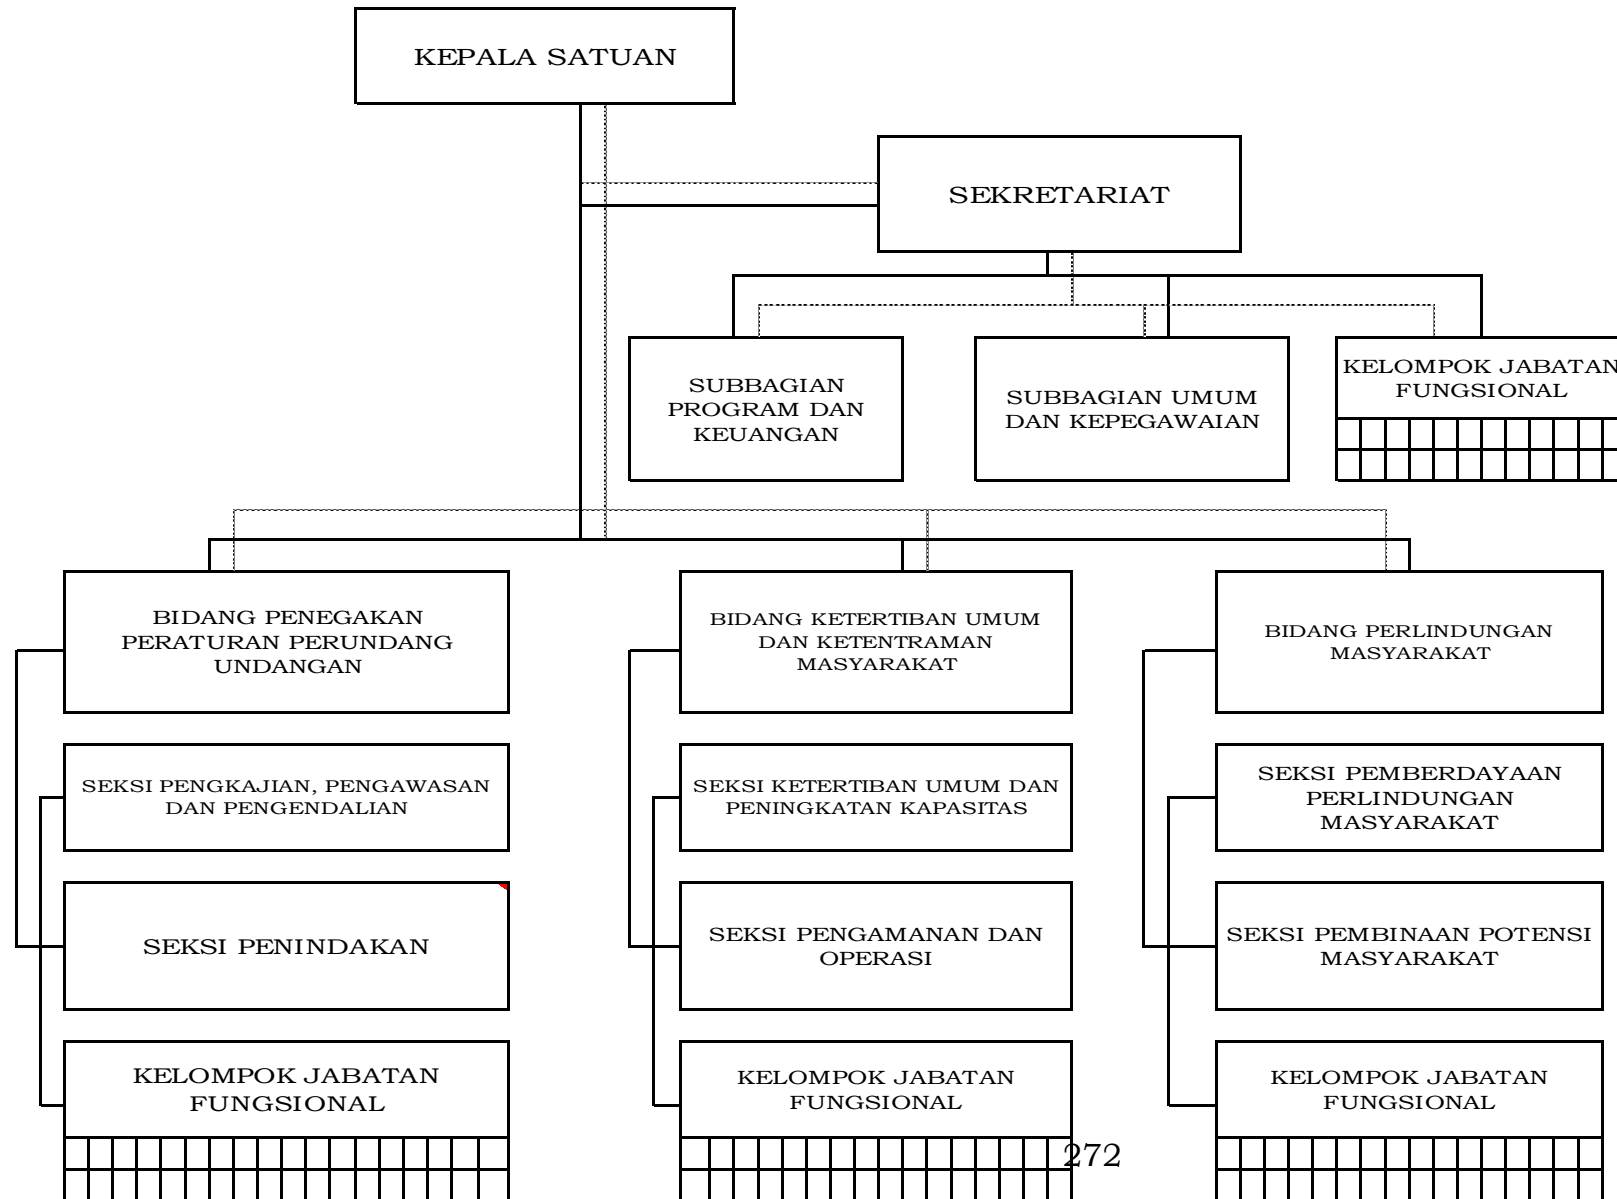 KEPALA SATUAN
SEKRETARIAT
SUBBAGIAN
PROGRAM DAN
KEUANGAN
SUBBAGIAN UMUM
DAN KEPEGAWAIAN
KELOMPOK JABATAN
FUNGSIONAL
BIDANG PENEGAKAN
PERATURAN PERUNDANG
UNDANGAN
BIDANG KETERTIBAN UMUM
DAN KETENTRAMAN
MASYARAKAT
BIDANG PERLINDUNGAN
MASYARAKAT
SEKSI PENGKAJIAN, PENGAWASAN
DAN PENGENDALIAN
SEKSI KETERTIBAN UMUM DAN
PENINGKATAN KAPASITAS
SEKSI PEMBERDAYAAN
PERLINDUNGAN
MASYARAKAT
SEKSI PENINDAKAN
SEKSI PENGAMANAN DAN
OPERASI
SEKSI PEMBINAAN POTENSI
MASYARAKAT
KELOMPOK JABATAN
FUNGSIONAL
KELOMPOK JABATAN
FUNGSIONAL
KELOMPOK JABATAN
FUNGSIONAL
272